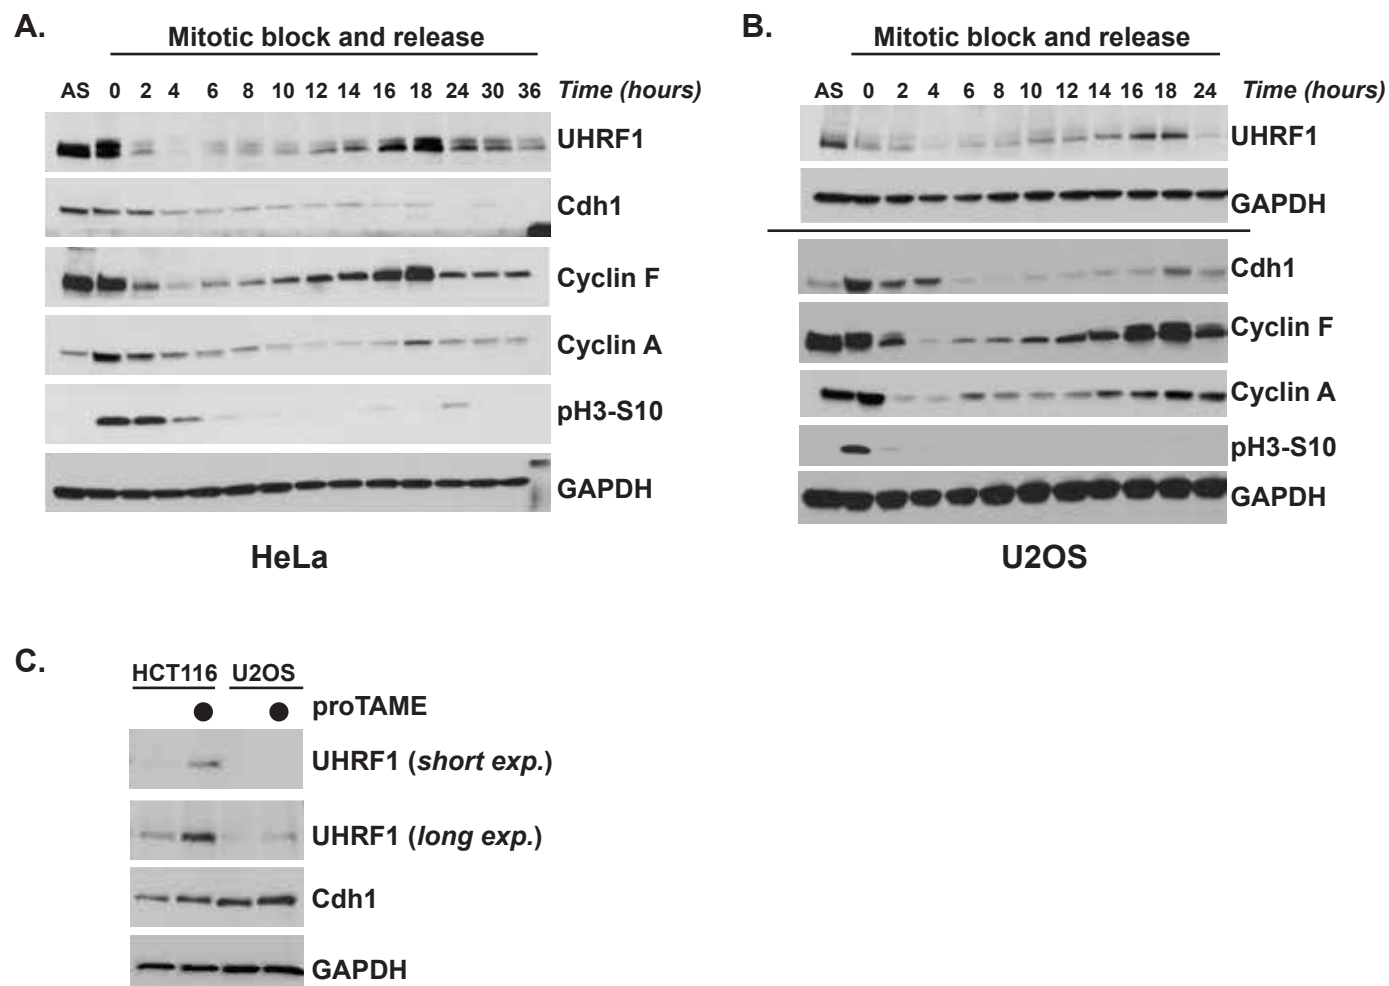 A.
Mitotic block and release
AS 0 2 4 6 8 10 12 14 16 18 24 30 36 Time (hours)
UHRF1
Cdh1
Cyclin F
Cyclin A
pH3-S10
GAPDH
HeLa
B.
Mitotic block and release
AS 0 2 4 6 8 10 12 14 16 18 24 Time (hours)
UHRF1
GAPDH
Cdh1
Cyclin F
Cyclin A
pH3-S10
GAPDH
U2OS
C.
HCT116 U2OS
proTAME
UHRF1 (short exp.)
UHRF1 (long exp.)
Cdh1
GAPDH